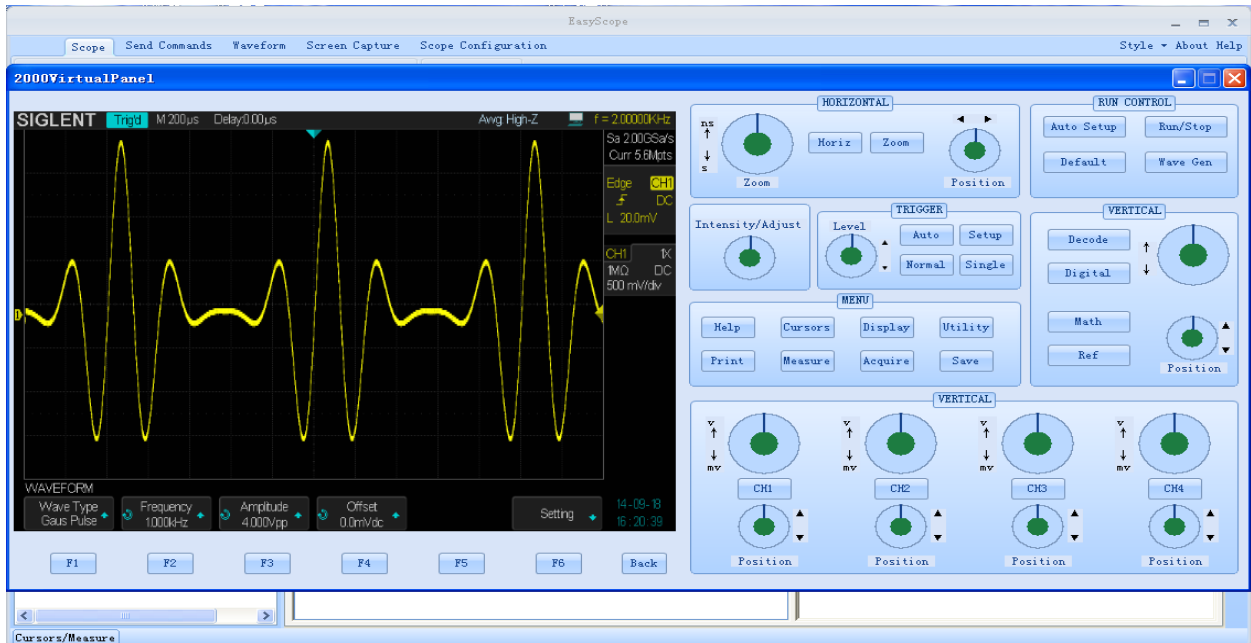 EasyScope
Scope Send Commands Waveform Screen Capture Scope Configuration Style About Help
2000VirtualPanel
SIGLENT Trig'd M 200μs Delay:0.00μs Awg: High-Z f = 2.00000KHz
Sa 2.00GSa/s
Curr 5.6Mpts
Edge CH1
DC
L 20.0mV
CH1 1X
1MΩ DC
500 mV/div
WAVEFORM
Wave Type
Gaus Pulse
Frequency
1.000kHz
Amplitude
4.000Vpp
Offset
0.0mVdc
Setting
14-09-18
16:20:39
F1 F2 F3 F4 F5 F6 Back
HORIZONTAL
ns
s
Zoom
Horiz Zoom
Position
RUN CONTROL
Auto Setup Run/Stop
Default Wave Gen
Intensity/Adjust
TRIGGER
Level
Auto Setup
Normal Single
VERTICAL
Decode
Digital
Math
Ref
Position
MENU
Help Cursors Display Utility
Print Measure Acquire Save
VERTICAL
v v v v
mv mv mv mv
CH1 CH2 CH3 CH4
Position Position Position Position
Cursors/Measure